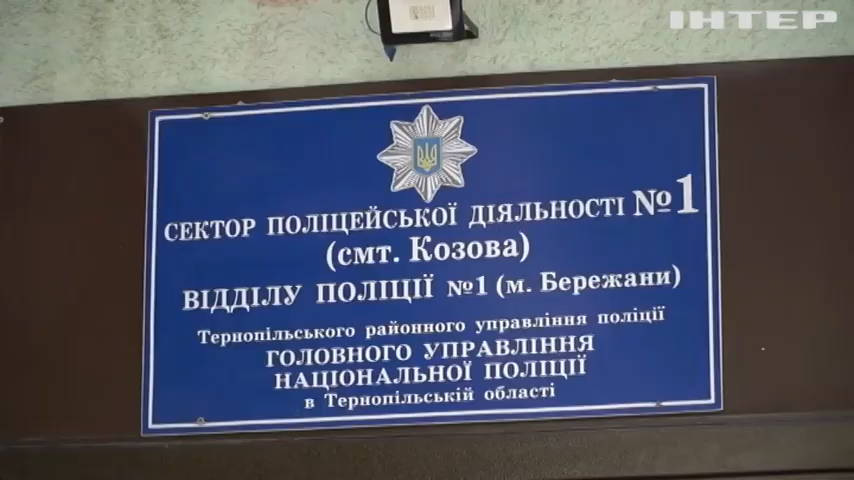 ІНТЕР
СЕКТОР ПОЛІЦЕЙСЬКОЇ ДІЯЛЬНОСТІ №1
(смт. Козова)
ВІДДІЛУ ПОЛІЦІЇ №1 (м. Бережани)
Тернопільського районного управління поліції
ГОЛОВНОГО УПРАВЛІННЯ
НАЦІОНАЛЬНОЇ ПОЛІЦІЇ
в Тернопільській області